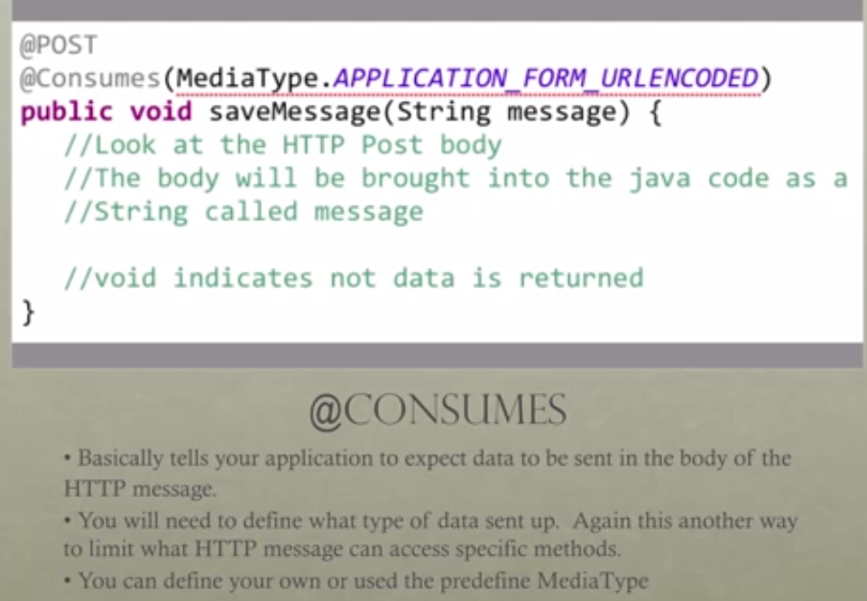 @POST
@Consumes(MediaType.APPLICATION_FORM_URLENCODED)
public void saveMessage(String message) {
//Look at the HTTP Post body
//The body will be brought into the java code as a
//String called message
//void indicates not data is returned
}
@CONSUMES
• Basically tells your application to expect data to be sent in the body of the
HTTP message.
• You will need to define what type of data sent up. Again this another way
to limit what HTTP message can access specific methods.
• You can define your own or used the predefine MediaType